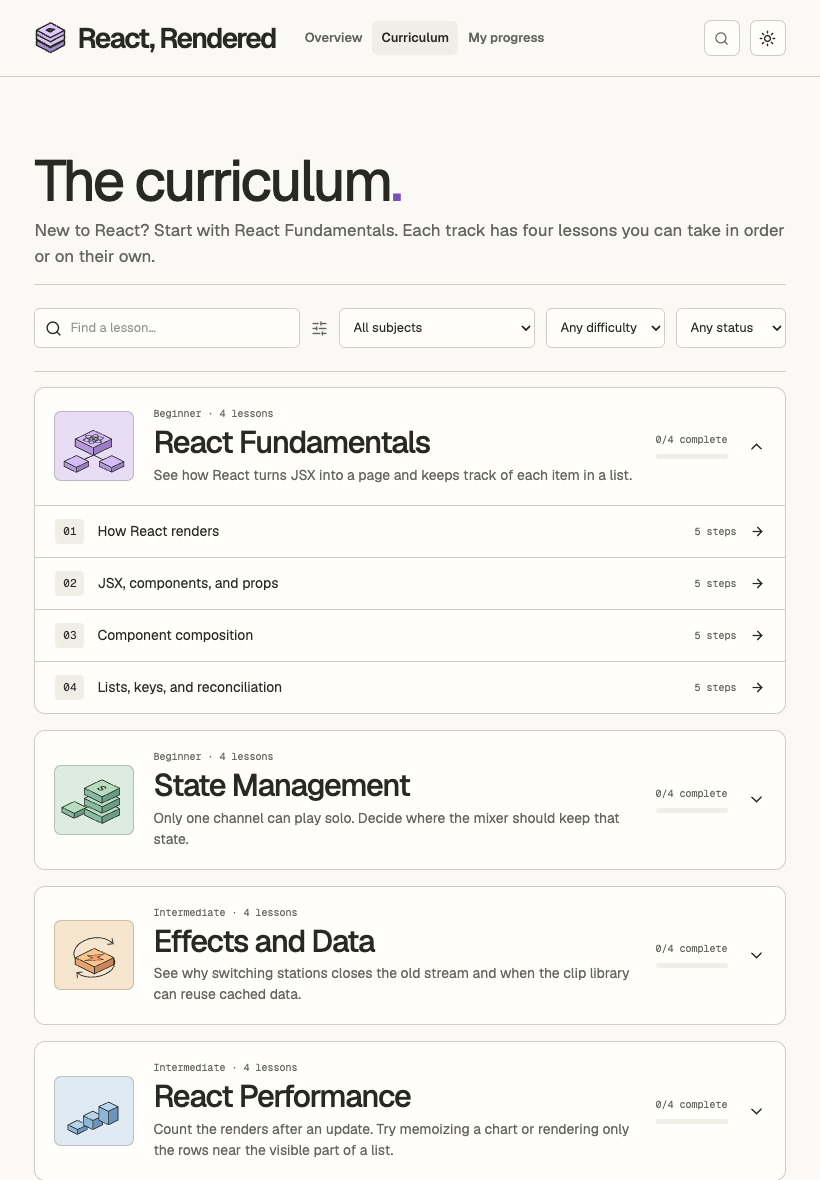 React, Rendered
Overview
Curriculum
My progress
The curriculum.
New to React? Start with React Fundamentals. Each track has four lessons you can take in order
or on their own.
Find a lesson…
All subjects
Any difficulty
Any status
Beginner · 4 lessons
React Fundamentals
See how React turns JSX into a page and keeps track of each item in a list.
0/4 complete
01
How React renders
5 steps
02
JSX, components, and props
5 steps
03
Component composition
5 steps
04
Lists, keys, and reconciliation
5 steps
Beginner · 4 lessons
State Management
Only one channel can play solo. Decide where the mixer should keep that
state.
0/4 complete
Intermediate · 4 lessons
Effects and Data
See why switching stations closes the old stream and when the clip library
can reuse cached data.
0/4 complete
Intermediate · 4 lessons
React Performance
Count the renders after an update. Try memoizing a chart or rendering only
the rows near the visible part of a list.
0/4 complete